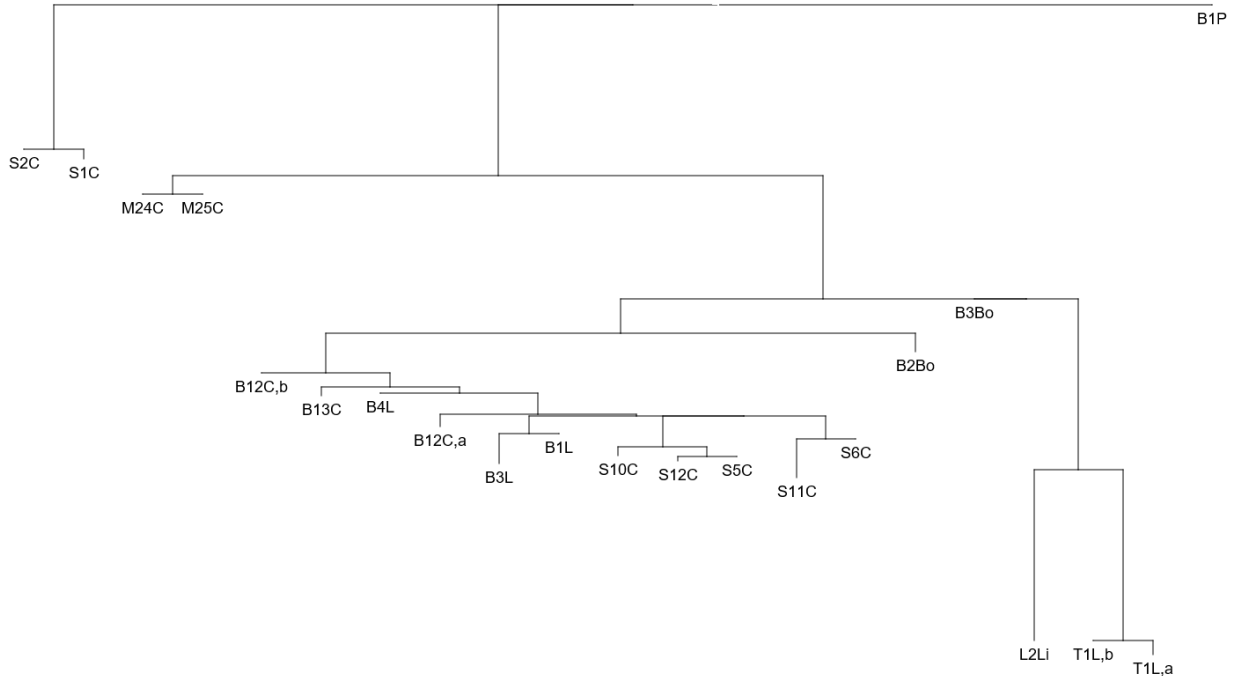 B1P
S2C
S1C
M24C
M25C
B3Bo
B2Bo
B12C,b
B13C
B4L
B12C,a
B1L
B3L
S10C
S12C
S5C
S6C
S11C
L2Li
T1L,b
T1L,a